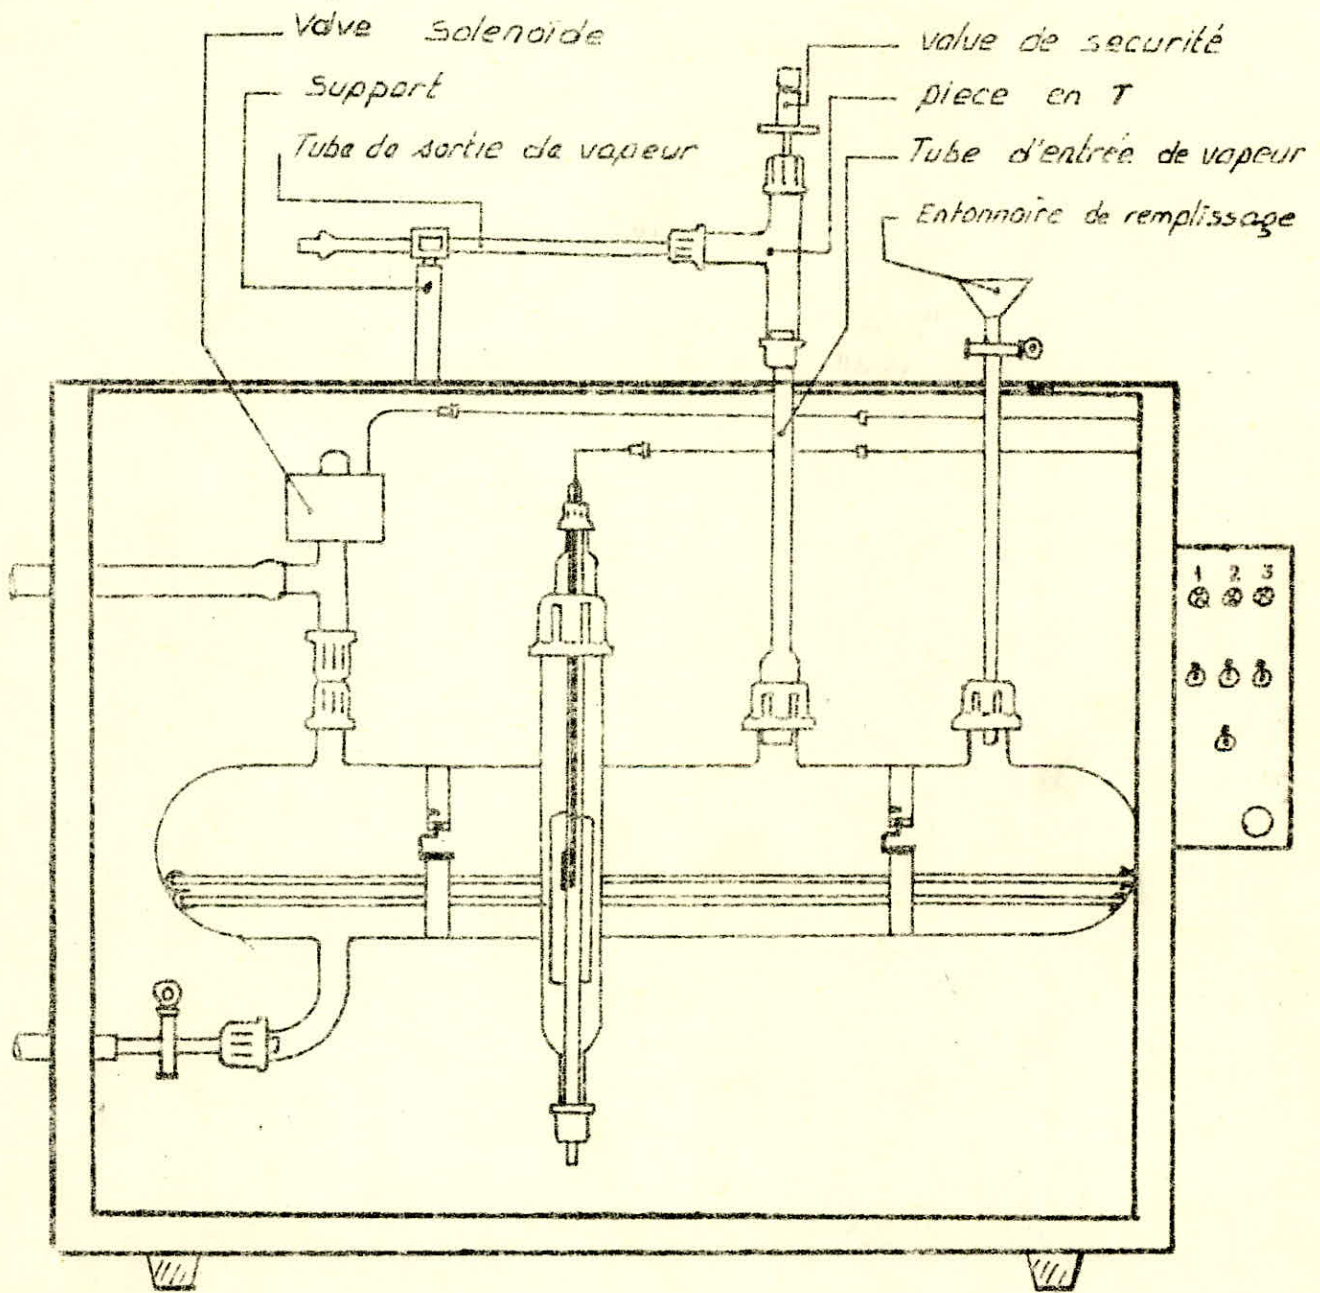 Valve Solenoïde
Support
Tube de sortie de vapeur
value de securité
piece en T
Tube d'entrée de vapeur
Entonnoire de remplissage
1 2 3